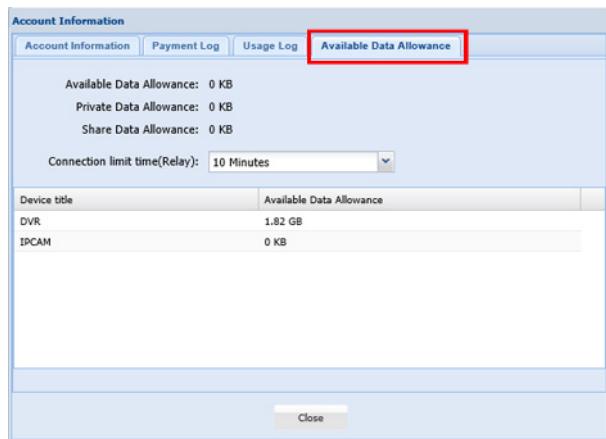 Account Information
Account Information Payment Log Usage Log Available Data Allowance
Available Data Allowance: 0 KB
Private Data Allowance: 0 KB
Share Data Allowance: 0 KB
Connection limit time(Relay): 10 Minutes
Device title Available Data Allowance
DVR 1.82 GB
IPCAM 0 KB
Close